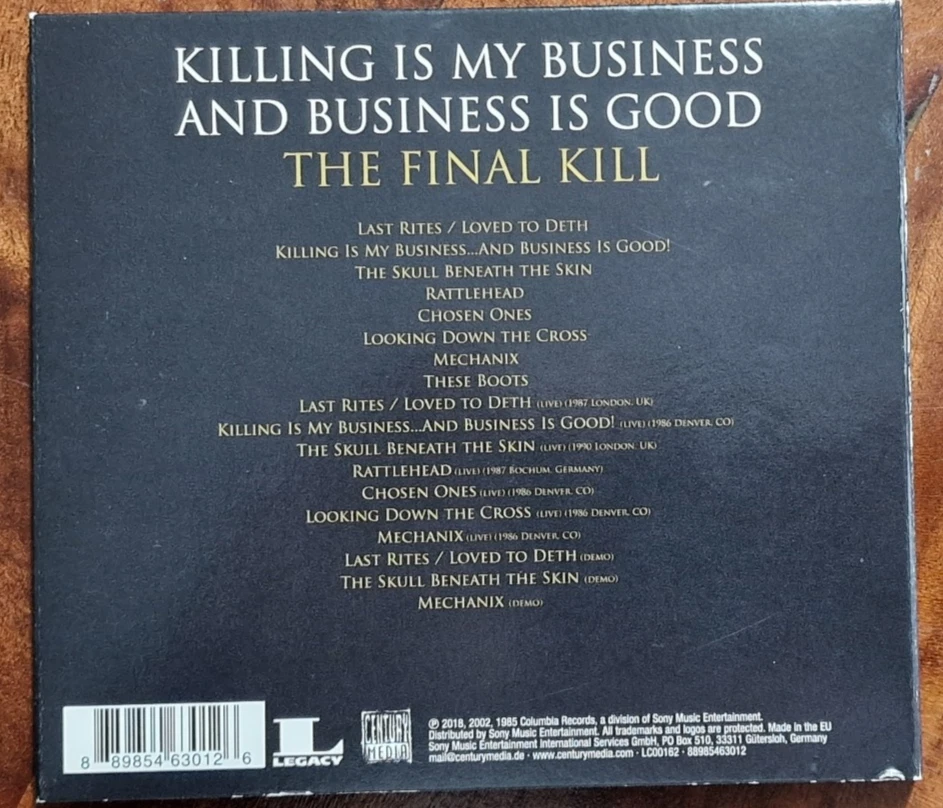 KILLING IS MY BUSINESS
AND BUSINESS IS GOOD
THE FINAL KILL
LAST RITES / LOVED TO DETH
KILLING IS MY BUSINESS...AND BUSINESS IS GOOD!
THE SKULL BENEATH THE SKIN
RATTLEHEAD
CHOSEN ONES
LOOKING DOWN THE CROSS
MECHANIX
THESE BOOTS
LAST RITES / LOVED TO DETH (LIVE) (1987 LONDON, UK)
KILLING IS MY BUSINESS...AND BUSINESS IS GOOD! (LIVE) (1986 DENVER, CO)
THE SKULL BENEATH THE SKIN (LIVE) (1990 LONDON, UK)
RATTLEHEAD (LIVE) (1987 BOCHUM, GERMANY)
CHOSEN ONES (LIVE) (1986 DENVER, CO)
LOOKING DOWN THE CROSS (LIVE) (1986 DENVER, CO)
MECHANIX (LIVE) (1986 DENVER, CO)
LAST RITES / LOVED TO DETH (DEMO)
THE SKULL BENEATH THE SKIN (DEMO)
MECHANIX (DEMO)
8 89854 63012 6
L
LEGACY
CENTURY
MEDIA
℗ 2018, 2002, 1985 Columbia Records, a division of Sony Music Entertainment.
Distributed by Sony Music Entertainment. All trademarks and logos are protected. Made in the EU
Sony Music Entertainment International Services GmbH, PO Box 510, 33311 Gütersloh, Germany
mail@centurymedia.de · www.centurymedia.com · LC00162 · 88985463012